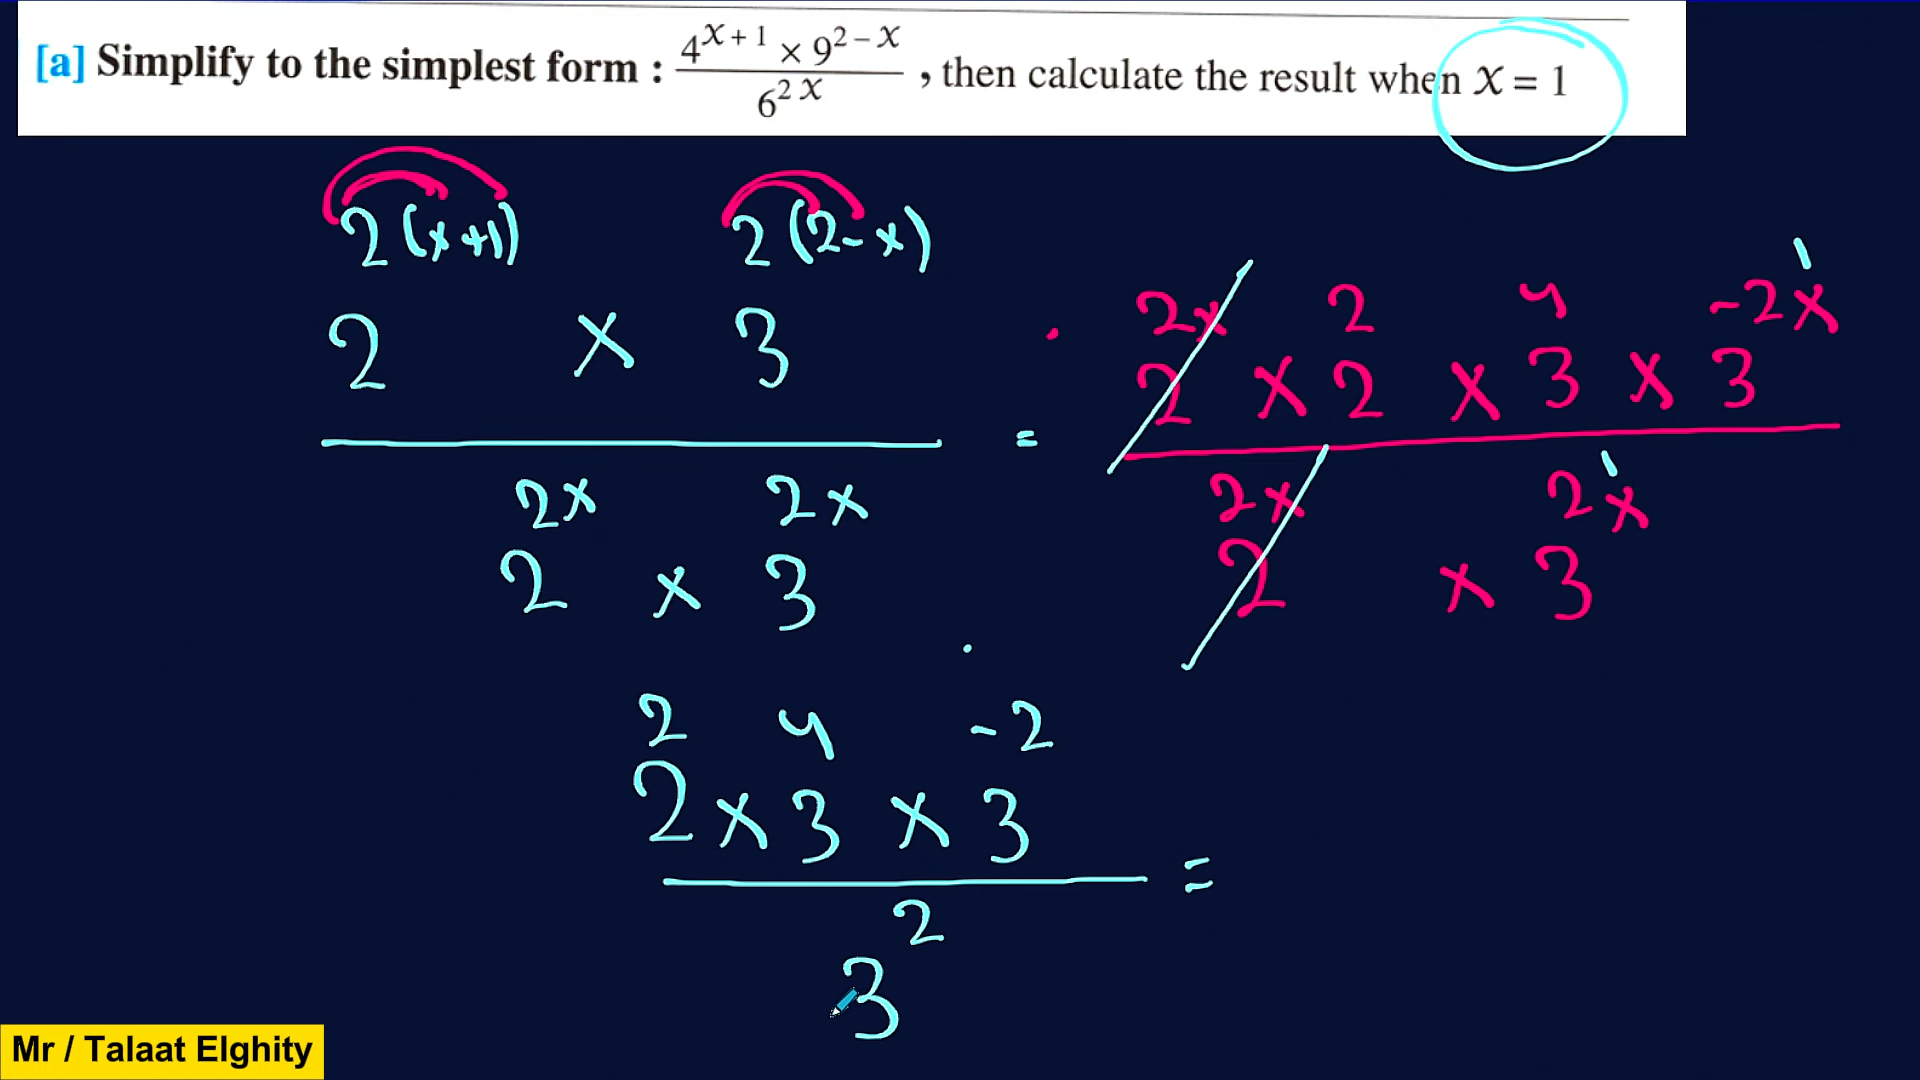 [a] Simplify to the simplest form : 4^{x+1} × 9^{2-x} / 6^{2x} , then calculate the result when x = 1
2(x+1) 2(2-x)
2 × 3
2x 2x
2 × 3
=
2x 2 4 -2x 1
2 × 2 × 3 × 3
2x 2x 1
2 × 3
2 4 -2
2 × 3 × 3 =
2
3
Mr / Talaat Elghity